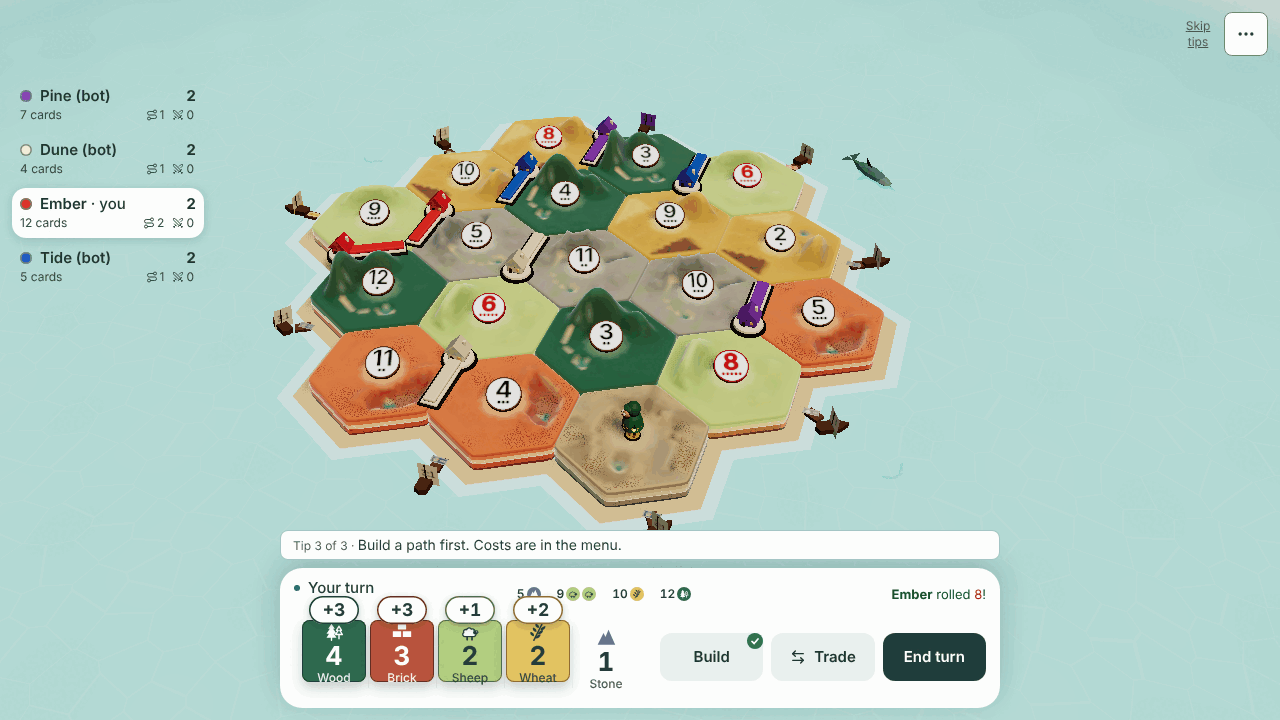 Skip
tips
Pine (bot) 2
7 cards 1 0
Dune (bot) 2
4 cards 1 0
Ember · you 2
12 cards 2 0
Tide (bot) 2
5 cards 1 0
8
3
10
6
4
9
9
5
2
11
12
10
6
5
3
8
11
4
Tip 3 of 3 · Build a path first. Costs are in the menu.
Your turn
5 9 10 12
Ember rolled 8!
+3 +3 +1 +2
4 3 2 2 1
Wood Brick Sheep Wheat Stone
Build
Trade
End turn